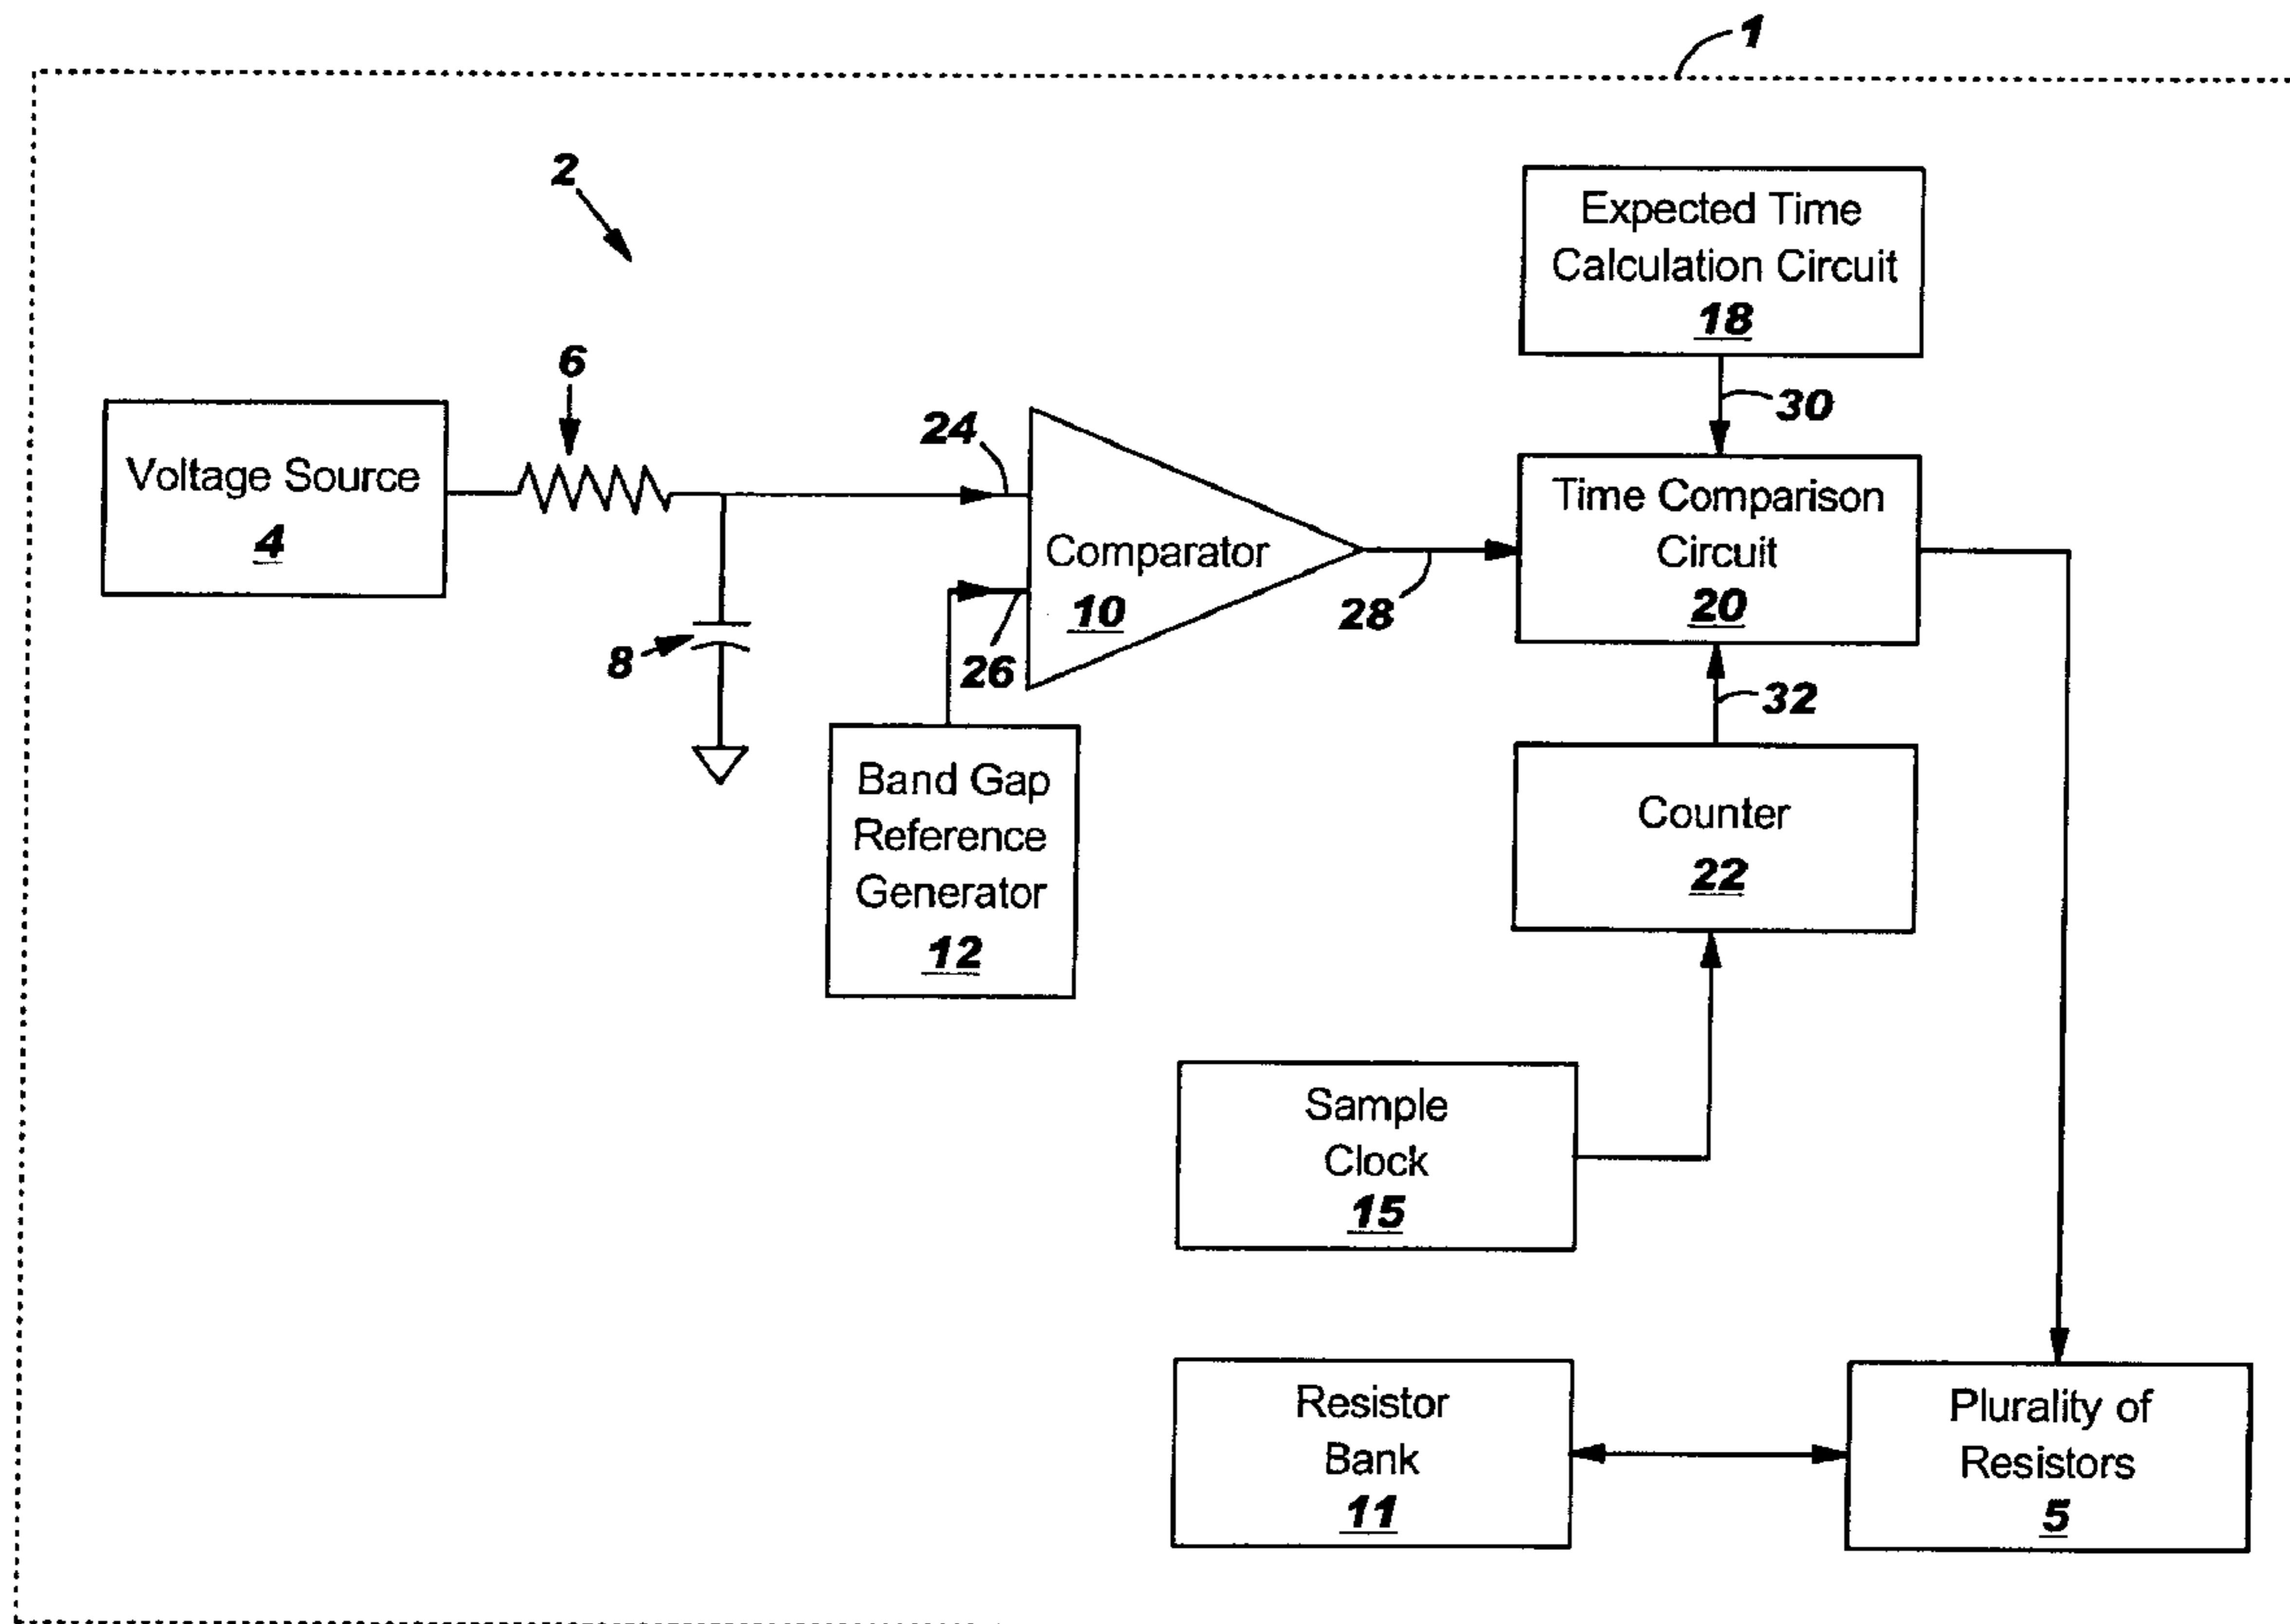 1
2
Expected Time
Calculation Circuit
18
6
30
24
Voltage Source
4
Time Comparison
Circuit
20
Comparator
10
28
8
26
32
Band Gap
Reference
Generator
12
Counter
22
Sample
Clock
15
Resistor
Bank
11
Plurality of
Resistors
5